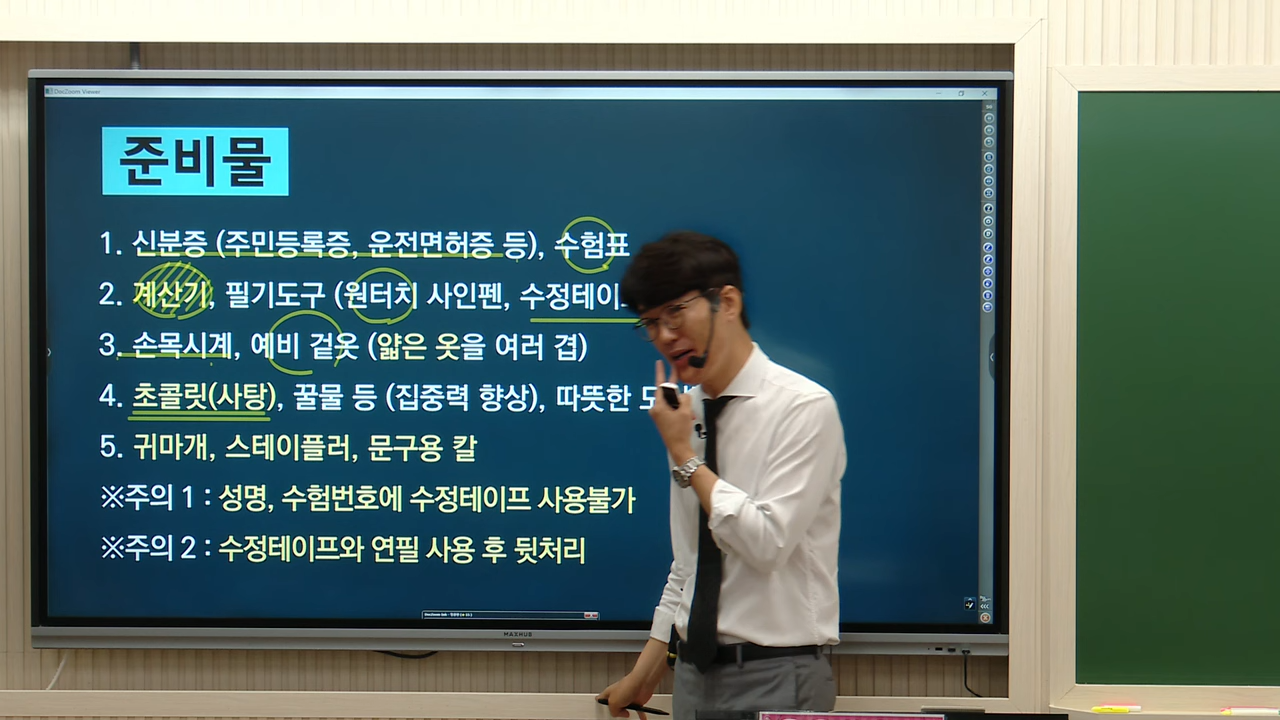 DocZoom Viewer
준비물
1. 신분증 (주민등록증, 운전면허증 등), 수험표
2. 계산기, 필기도구 (원터치 사인펜, 수정테이
3. 손목시계, 예비 겉옷 (얇은 옷을 여러 겹)
4. 초콜릿(사탕), 꿀물 등 (집중력 향상), 따뜻한
5. 귀마개, 스테이플러, 문구용 칼
※주의 1 : 성명, 수험번호에 수정테이프 사용불가
※주의 2 : 수정테이프와 연필 사용 후 뒷처리
MAXHUB